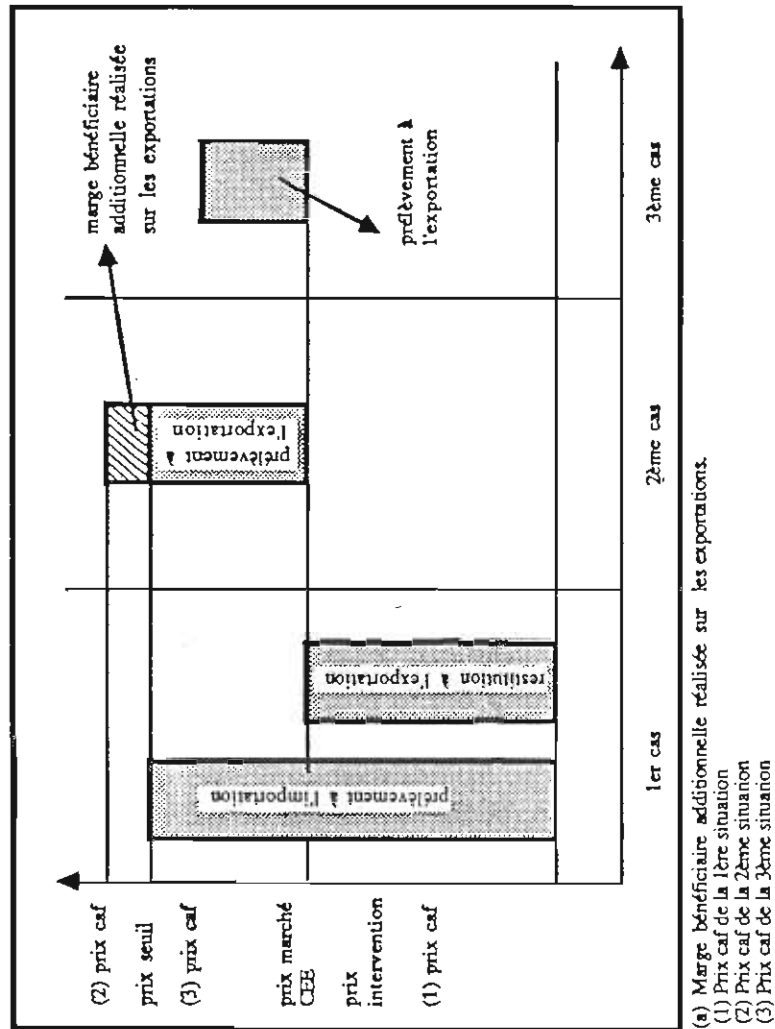 marge bénéficiaire
additionnelle réalisée
sur les exportations
(2) prix caf
prix seuil
(3) prix caf
prix marché
CEE
prix
intervention
(1) prix caf
prélèvement à l'importation
restitution à l'exportation
prélèvement à
l'exportation
prélèvement à
l'exportation
1er cas
2ème cas
3ème cas
(a) Marge bénéficiaire additionnelle réalisée sur les exportations.
(1) Prix caf de la 1ère situation
(2) Prix caf de la 2ème situation
(3) Prix caf de la 3ème situation